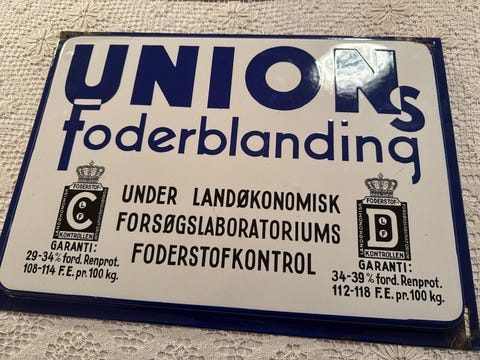 UNIONs
foderblanding
UNDER LANDØKONOMISK
FORSØGSLABORATORIUMS
FODERSTOFKONTROL
FODERSTOF
C
KONTROLLEN
GARANTI:
29-34% ford. Renprot.
108-114 F.E. pr. 100 kg.
FODERSTOF
D
KONTROLLEN
GARANTI:
34-39% ford. Renprot.
112-118 F.E. pr. 100 kg.